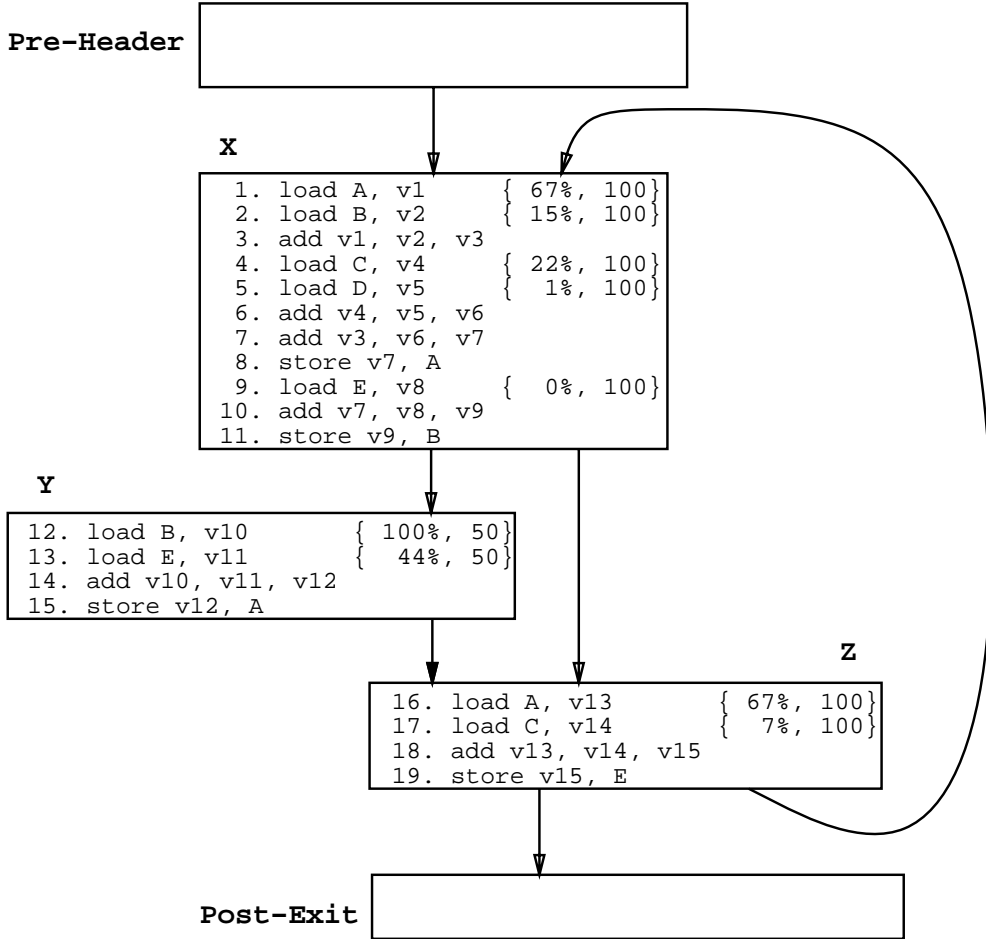 Pre-Header
X
1. load A, v1 { 67%, 100}
2. load B, v2 { 15%, 100}
3. add v1, v2, v3
4. load C, v4 { 22%, 100}
5. load D, v5 { 1%, 100}
6. add v4, v5, v6
7. add v3, v6, v7
8. store v7, A
9. load E, v8 { 0%, 100}
10. add v7, v8, v9
11. store v9, B
Y
12. load B, v10 { 100%, 50}
13. load E, v11 { 44%, 50}
14. add v10, v11, v12
15. store v12, A
Z
16. load A, v13 { 67%, 100}
17. load C, v14 { 7%, 100}
18. add v13, v14, v15
19. store v15, E
Post-Exit